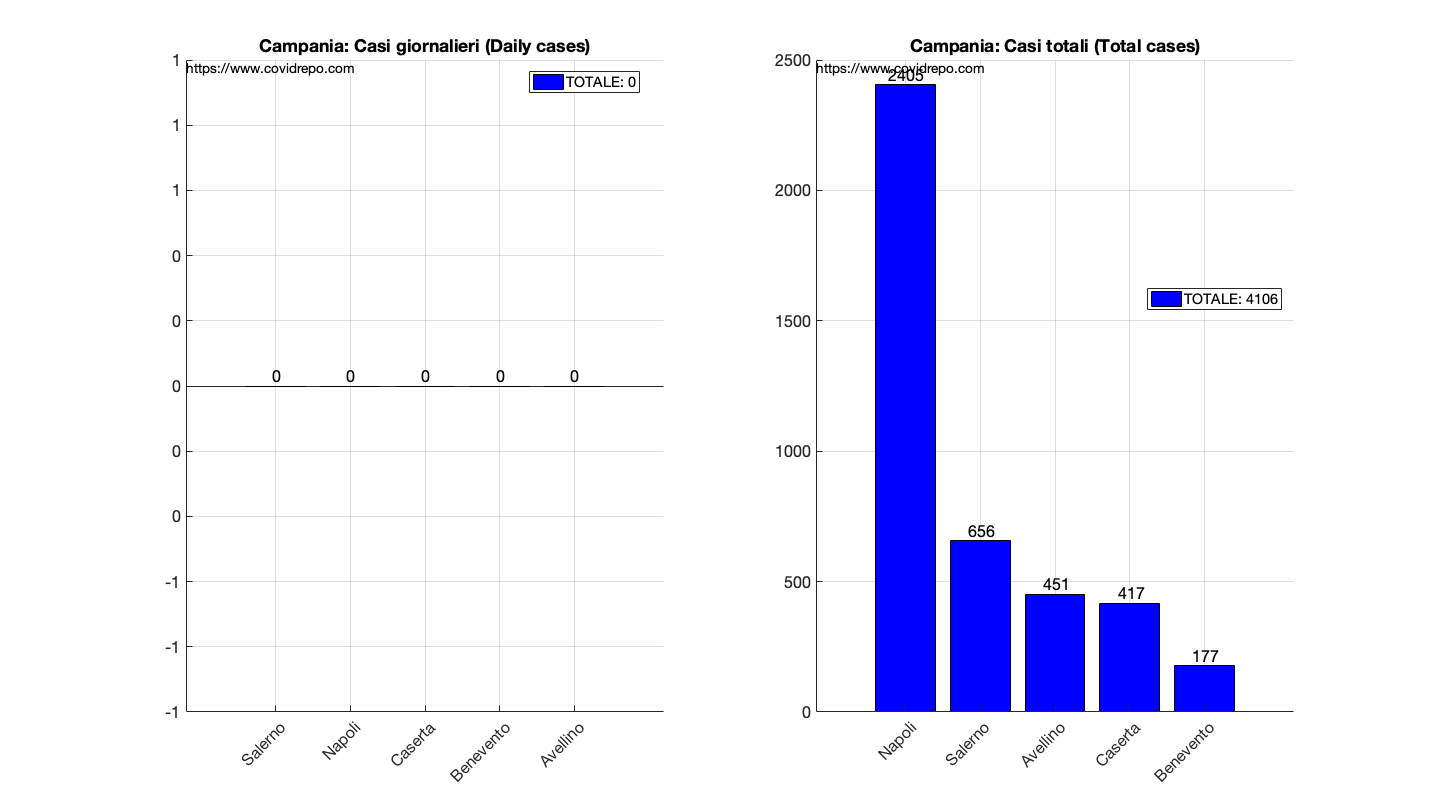 Campania: Casi giornalieri (Daily cases)
https://www.covidrepo.com
TOTALE: 0
1
1
1
0
0
0
0
0
-1
-1
-1
0
0
0
0
0
Salerno
Napoli
Caserta
Benevento
Avellino
Campania: Casi totali (Total cases)
https://www.covidrepo.com
TOTALE: 4106
2500
2000
1500
1000
500
0
2405
656
451
417
177
Napoli
Salerno
Avellino
Caserta
Benevento